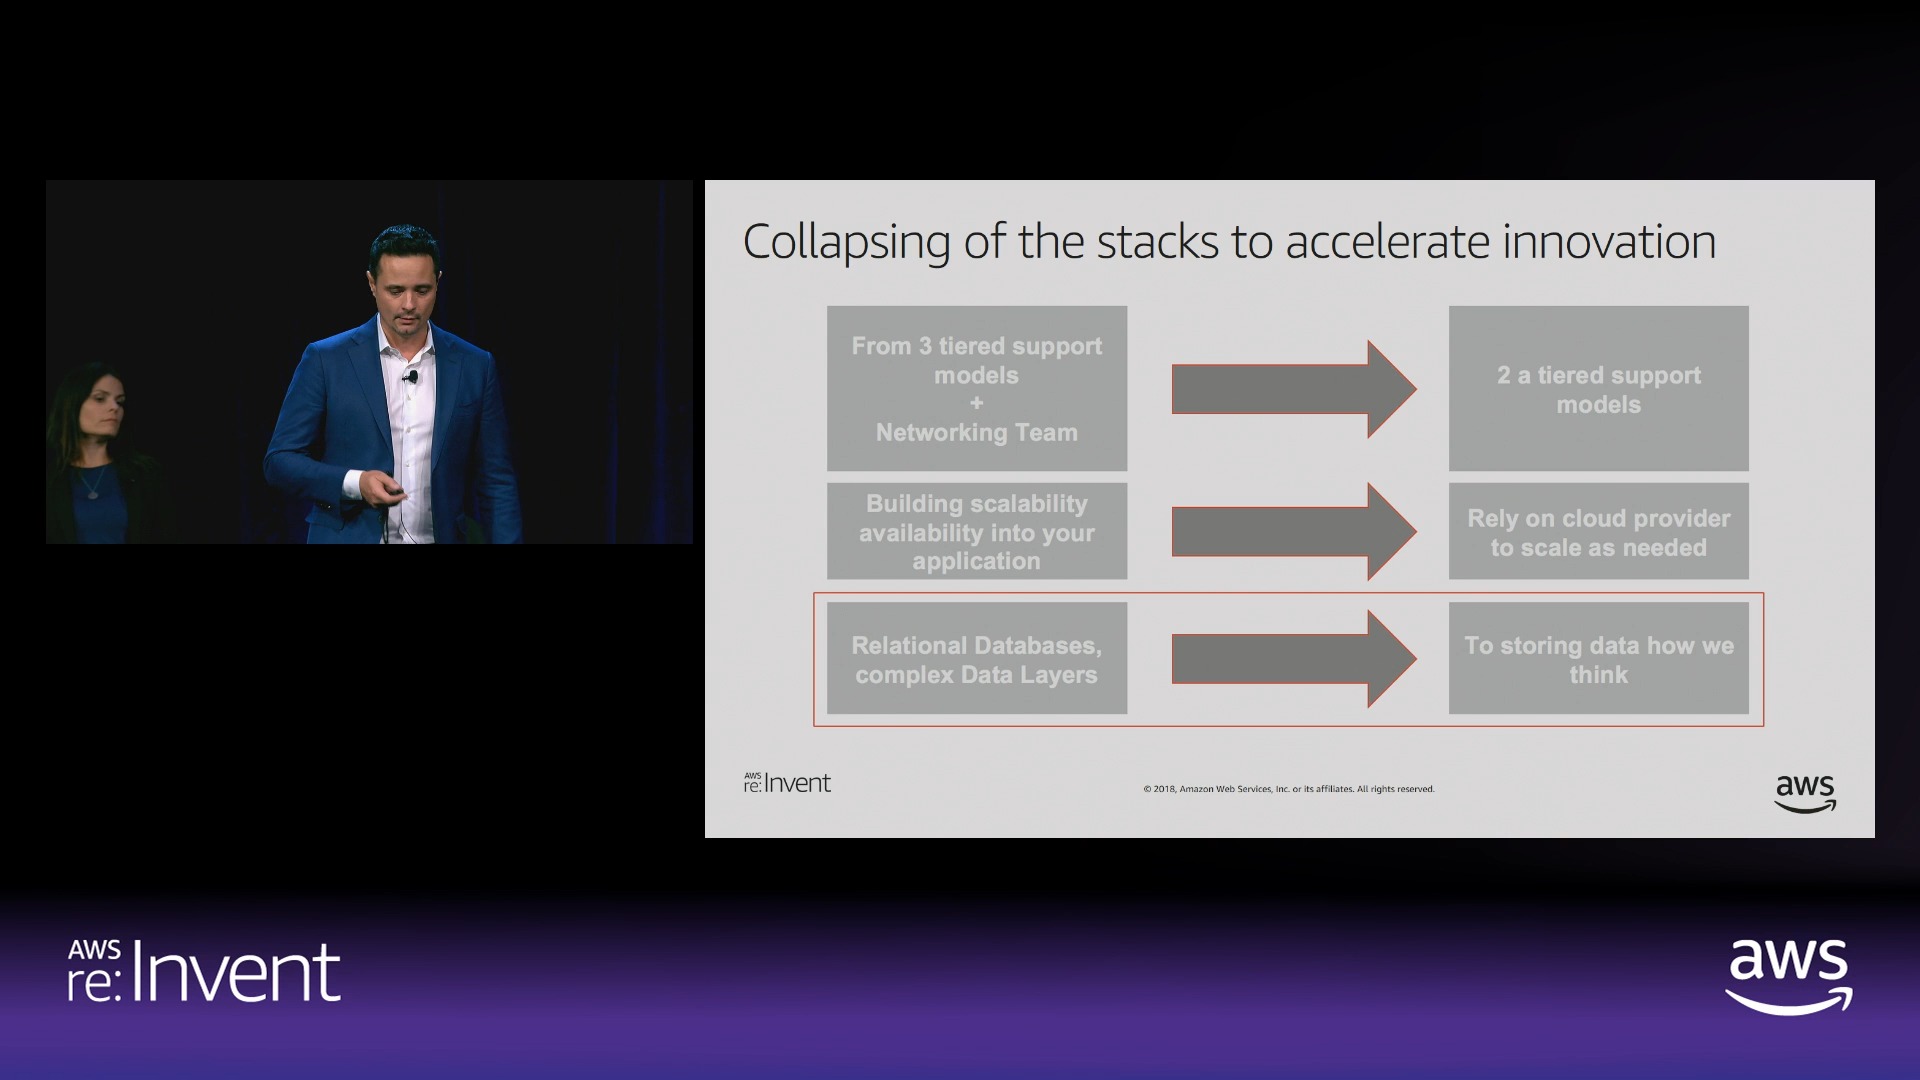 Collapsing of the stacks to accelerate innovation
From 3 tiered support
models
+
Networking Team
2 a tiered support
models
Building scalability
availability into your
application
Rely on cloud provider
to scale as needed
Relational Databases,
complex Data Layers
To storing data how we
think
AWS
re:Invent
© 2018, Amazon Web Services, Inc. or its affiliates. All rights reserved.
aws
AWS
re:Invent
aws